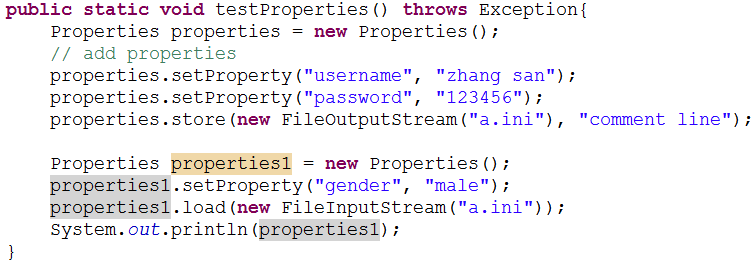 public static void testProperties() throws Exception{
    Properties properties = new Properties();
    // add properties
    properties.setProperty("username", "zhang san");
    properties.setProperty("password", "123456");
    properties.store(new FileOutputStream("a.ini"), "comment line");

    Properties properties1 = new Properties();
    properties1.setProperty("gender", "male");
    properties1.load(new FileInputStream("a.ini"));
    System.out.println(properties1);
}